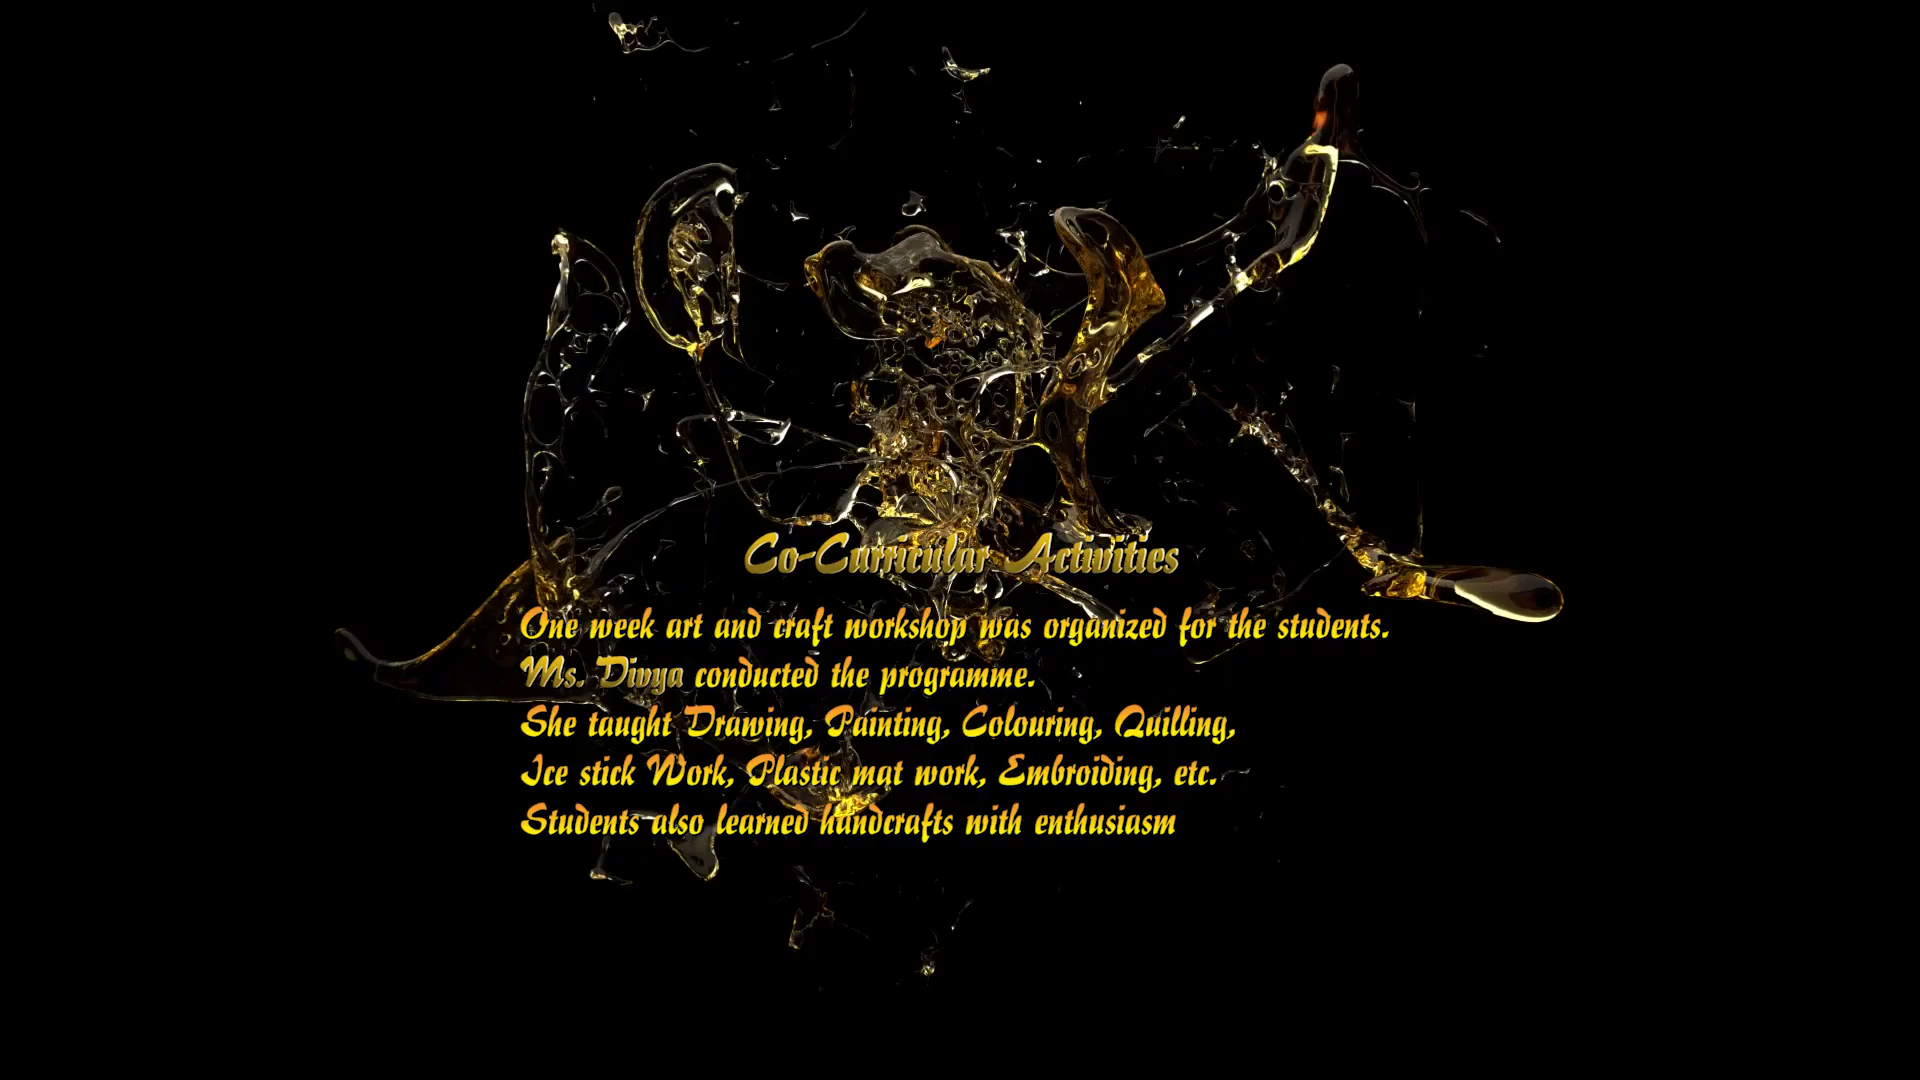 Co-Curricular Activities
One week art and craft workshop was organized for the students.
Ms. Divya conducted the programme.
She taught Drawing, Painting, Colouring, Quilling,
Ice stick Work, Plastic mat work, Embroiding, etc.
Students also learned handcrafts with enthusiasm